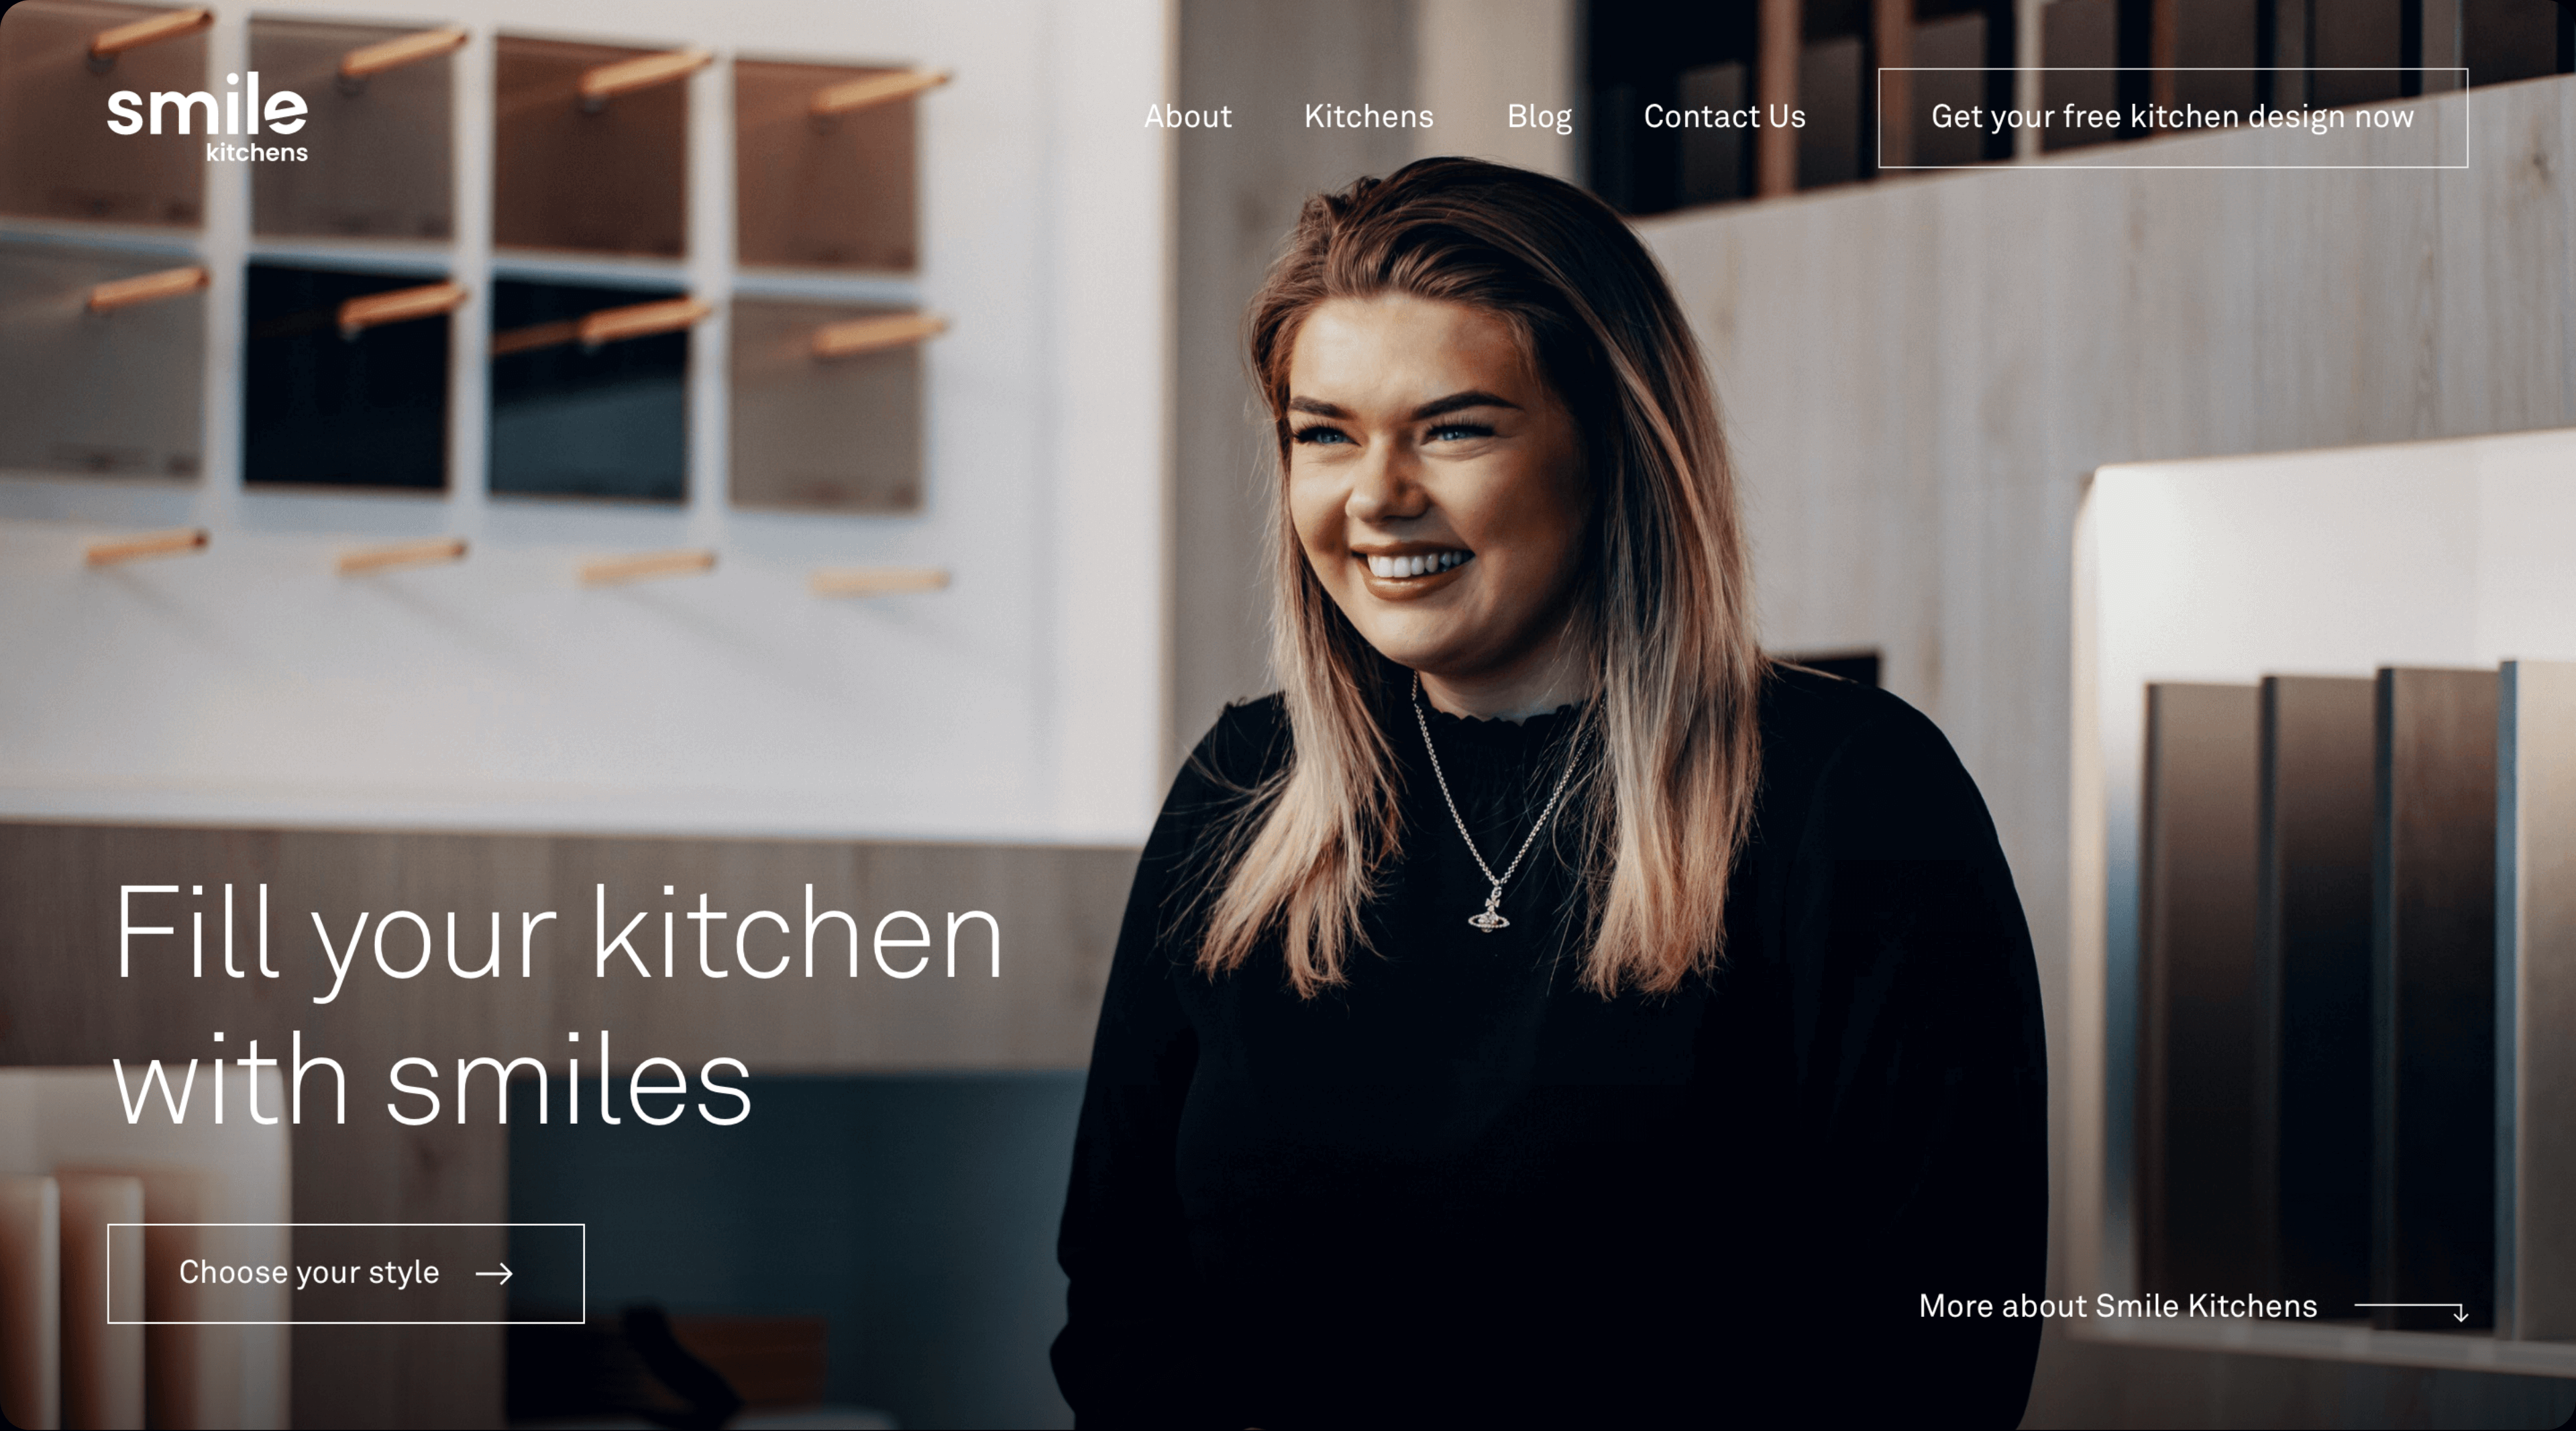 smile
kitchens
About
Kitchens
Blog
Contact Us
Get your free kitchen design now
Fill your kitchen
with smiles
Choose your style
More about Smile Kitchens